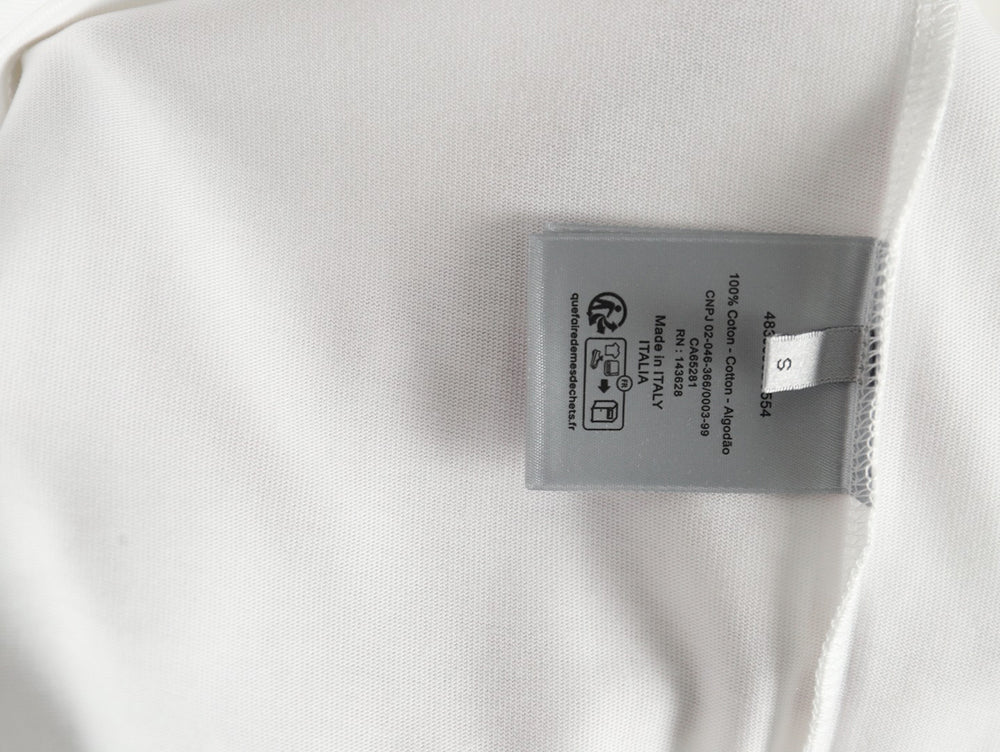 S
100% Coton - Cotton - Algodão
CNPJ 02-046-366/0003-99
CA65281
RN : 143628
Made in ITALY
ITALIA
FR
quefairedemesdechets.fr